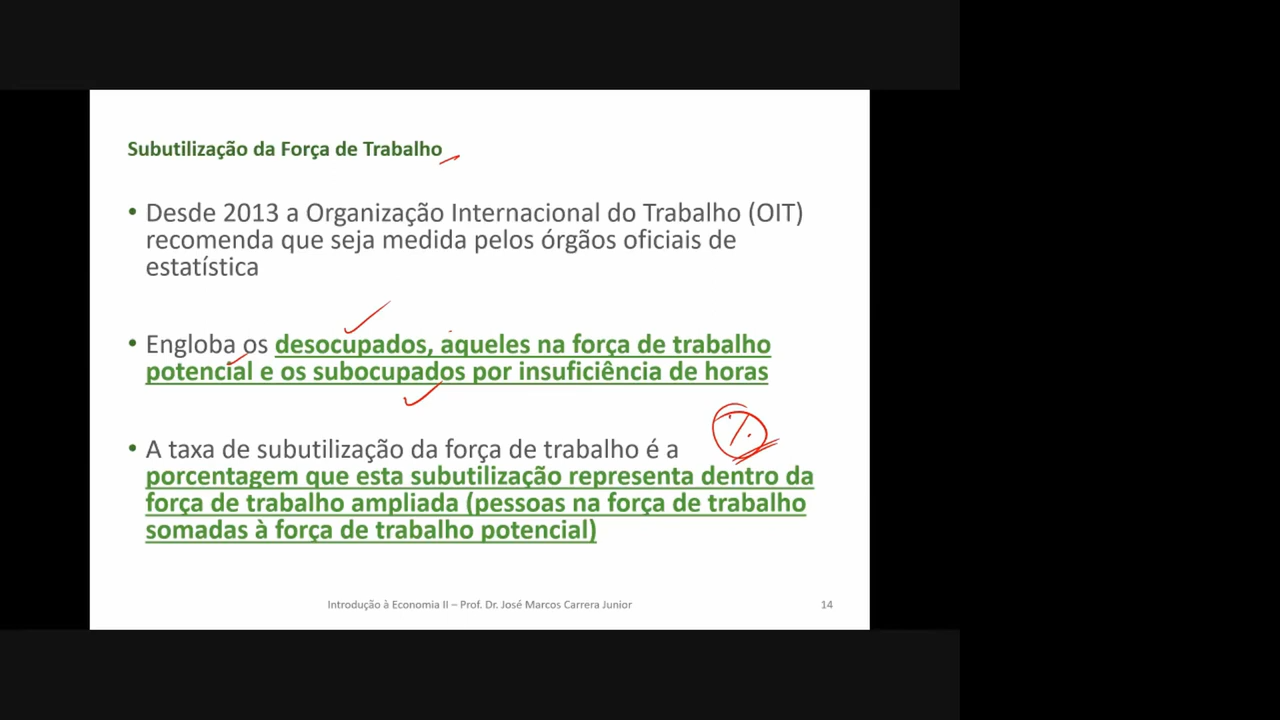 Subutilização da Força de Trabalho
• Desde 2013 a Organização Internacional do Trabalho (OIT)
recomenda que seja medida pelos órgãos oficiais de
estatística
• Engloba os desocupados, aqueles na força de trabalho
potencial e os subocupados por insuficiência de horas
• A taxa de subutilização da força de trabalho é a
%
porcentagem que esta subutilização representa dentro da
força de trabalho ampliada (pessoas na força de trabalho
somadas à força de trabalho potencial)
Introdução à Economia II – Prof. Dr. José Marcos Carrera Junior
14